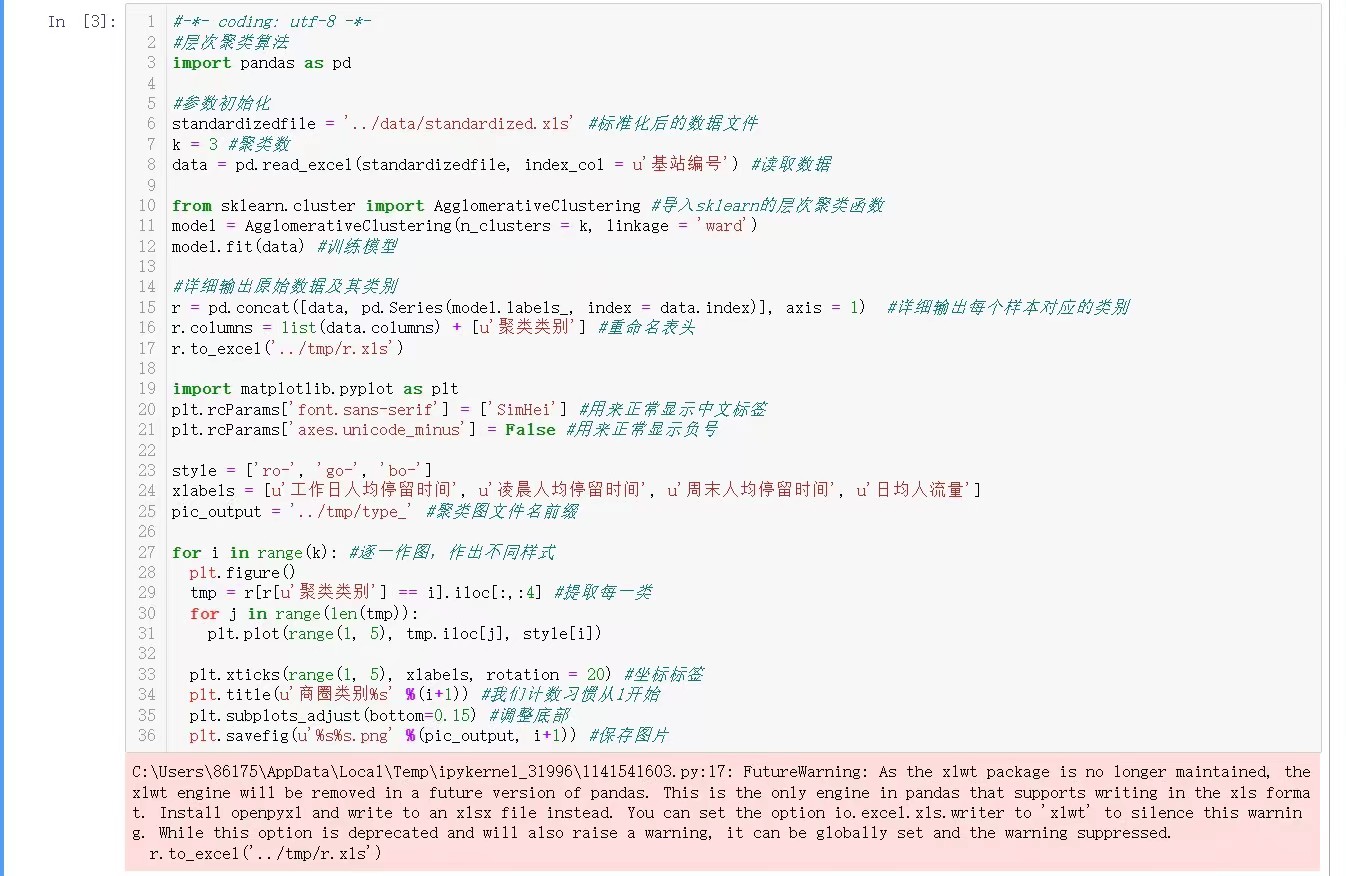 In [3]:
1 #-*- coding: utf-8 -*-
2 #层次聚类算法
3 import pandas as pd
4
5 #参数初始化
6 standardizedfile = '../data/standardized.xls' #标准化后的数据文件
7 k = 3 #聚类数
8 data = pd.read_excel(standardizedfile, index_col = u'基站编号') #读取数据
9
10 from sklearn.cluster import AgglomerativeClustering #导入sklearn的层次聚类函数
11 model = AgglomerativeClustering(n_clusters = k, linkage = 'ward')
12 model.fit(data) #训练模型
13
14 #详细输出原始数据及其类别
15 r = pd.concat([data, pd.Series(model.labels_, index = data.index)], axis = 1)  #详细输出每个样本对应的类别
16 r.columns = list(data.columns) + [u'聚类类别'] #重命名表头
17 r.to_excel('../tmp/r.xls')
18
19 import matplotlib.pyplot as plt
20 plt.rcParams['font.sans-serif'] = ['SimHei'] #用来正常显示中文标签
21 plt.rcParams['axes.unicode_minus'] = False #用来正常显示负号
22
23 style = ['ro-', 'go-', 'bo-']
24 xlabels = [u'工作日人均停留时间', u'凌晨人均停留时间', u'周末人均停留时间', u'日均人流量']
25 pic_output = '../tmp/type_' #聚类图文件名前缀
26
27 for i in range(k): #逐一作图，作出不同样式
28   plt.figure()
29   tmp = r[r[u'聚类类别'] == i].iloc[:,:4] #提取每一类
30   for j in range(len(tmp)):
31     plt.plot(range(1, 5), tmp.iloc[j], style[i])
32
33   plt.xticks(range(1, 5), xlabels, rotation = 20) #坐标标签
34   plt.title(u'商圈类别%s' %(i+1)) #我们计数习惯从1开始
35   plt.subplots_adjust(bottom=0.15) #调整底部
36   plt.savefig(u'%s%s.png' %(pic_output, i+1)) #保存图片
C:\Users\86175\AppData\Local\Temp\ipykernel_31996\1141541603.py:17: FutureWarning: As the xlwt package is no longer maintained, the
xlwt engine will be removed in a future version of pandas. This is the only engine in pandas that supports writing in the xls forma
t. Install openpyxl and write to an xlsx file instead. You can set the option io.excel.xls.writer to 'xlwt' to silence this warnin
g. While this option is deprecated and will also raise a warning, it can be globally set and the warning suppressed.
  r.to_excel('../tmp/r.xls')